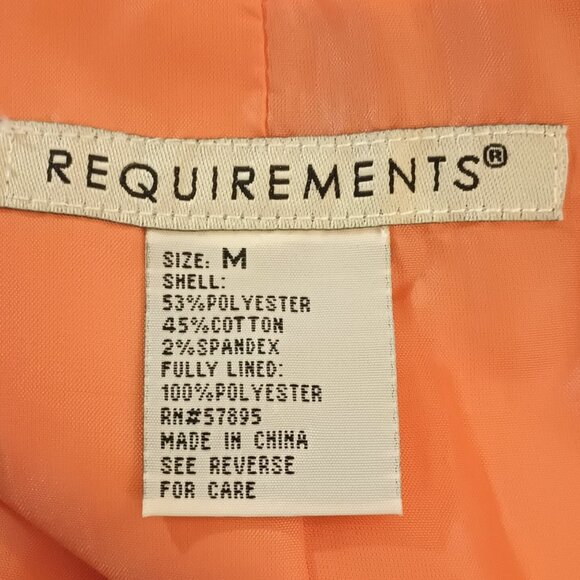 REQUIREMENTS®
SIZE: M
SHELL:
53%POLYESTER
45%COTTON
2%SPANDEX
FULLY LINED:
100%POLYESTER
RN#57895
MADE IN CHINA
SEE REVERSE
FOR CARE